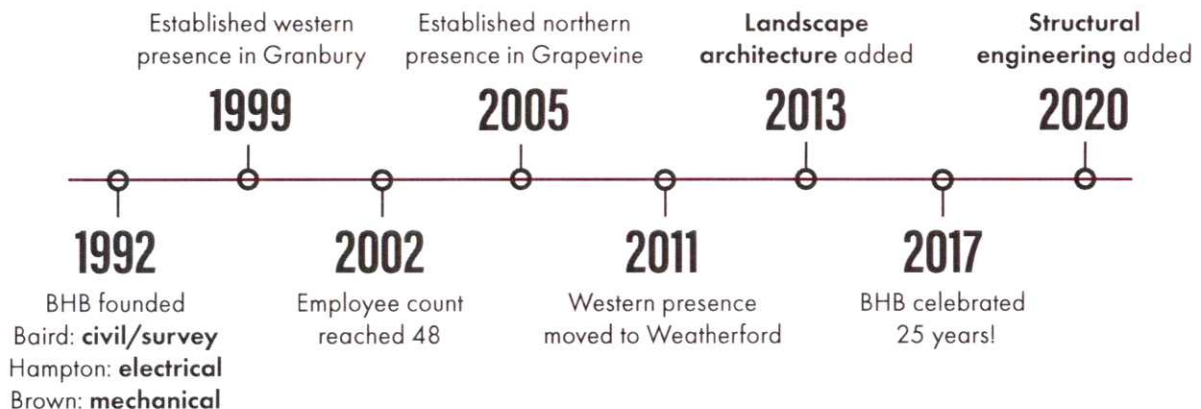 Established western
presence in Granbury
1999
Established northern
presence in Grapevine
2005
Landscape
architecture added
2013
Structural
engineering added
2020
1992
BHB founded
Baird: civil/survey
Hampton: electrical
Brown: mechanical
2002
Employee count
reached 48
2011
Western presence
moved to Weatherford
2017
BHB celebrated
25 years!